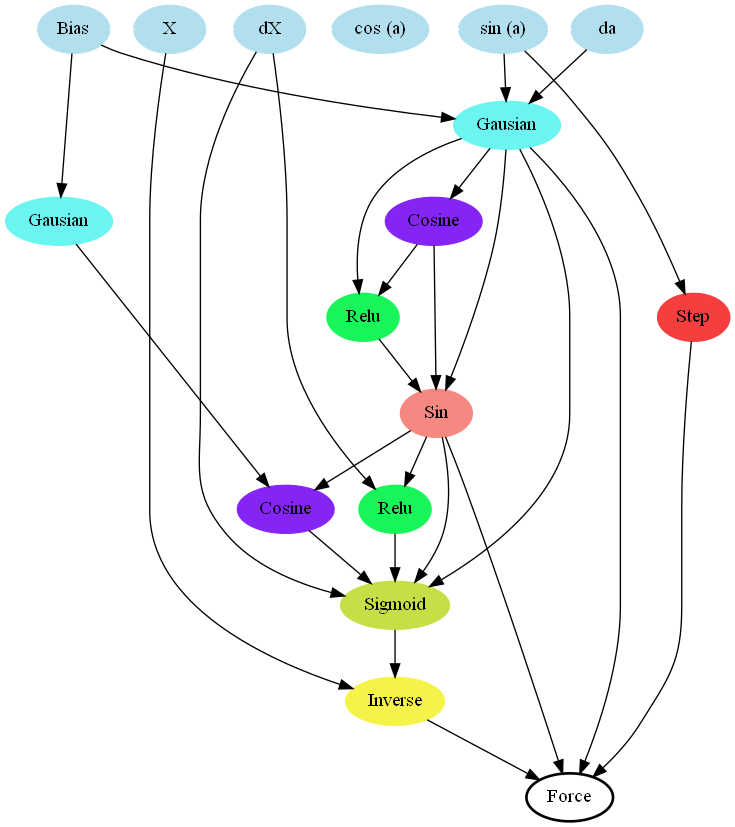 Bias
X
dX
cos (a)
sin (a)
da
Gausian
Gausian
Cosine
Relu
Step
Sin
Cosine
Relu
Sigmoid
Inverse
Force